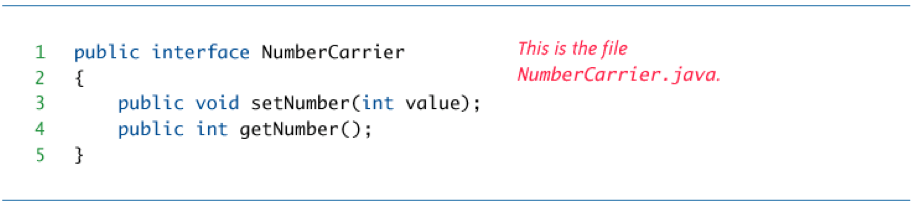 1 public interface NumberCarrier
2 {
3 public void setNumber(int value);
4 public int getNumber();
5 }
This is the file
NumberCarrier.java.